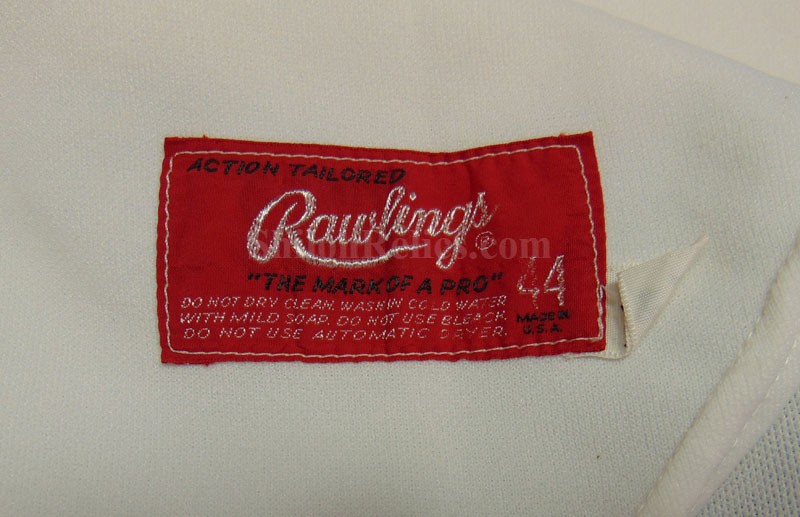 ACTION TAILORED
Rawlings®
"THE MARK OF A PRO"
44
DO NOT DRY CLEAN. WASH IN COLD WATER
WITH MILD SOAP. DO NOT USE BLEACH.
DO NOT USE AUTOMATIC DRYER.
MADE IN
U.S.A.